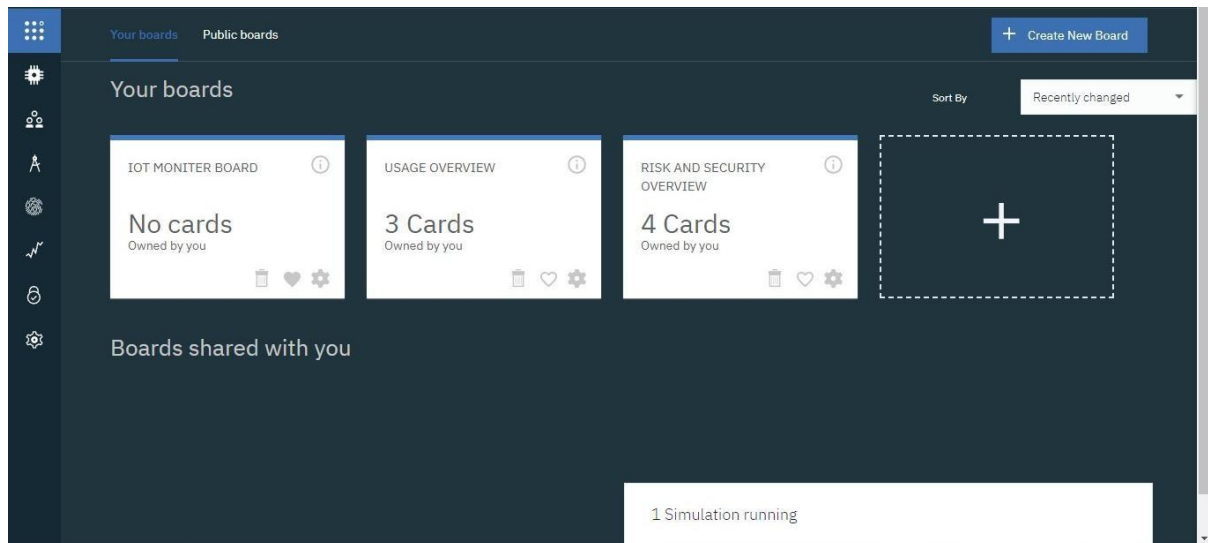 Your boards Public boards + Create New Board
Your boards
Sort By Recently changed
IOT MONITER BOARD
No cards
Owned by you
USAGE OVERVIEW
3 Cards
Owned by you
RISK AND SECURITY
OVERVIEW
4 Cards
Owned by you
Boards shared with you
1 Simulation running